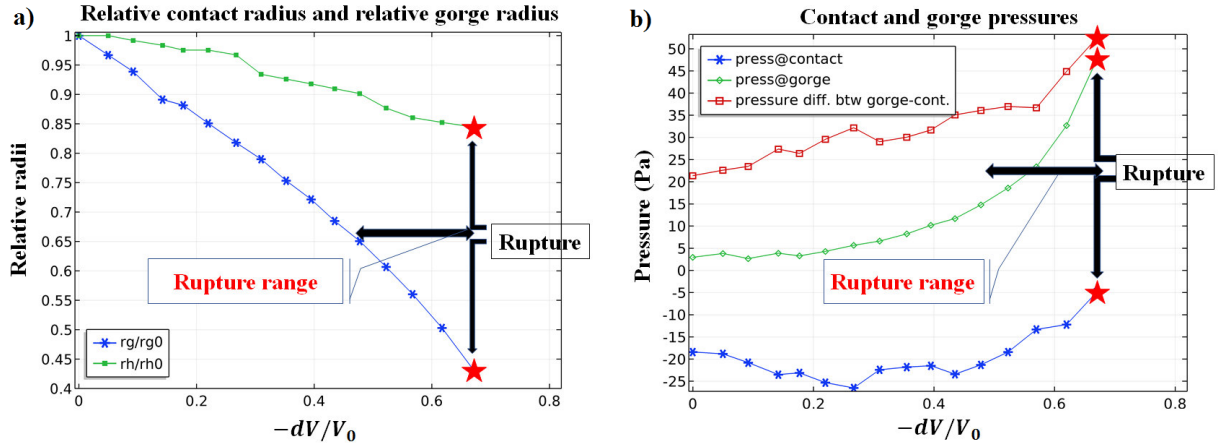 a)
Relative contact radius and relative gorge radius
1
0.95
0.9
0.85
0.8
0.75
0.7
0.65
0.6
0.55
0.5
0.45
0.4
Relative radii
Rupture
Rupture range
rg/rg0
rh/rh0
0
0.2
0.4
0.6
0.8
−dV/V₀
b)
Contact and gorge pressures
50
45
40
35
30
25
20
15
10
5
0
-5
-10
-15
-20
-25
Pressure (Pa)
press@contact
press@gorge
pressure diff. btw gorge-cont.
Rupture
Rupture range
0
0.2
0.4
0.6
0.8
−dV/V₀